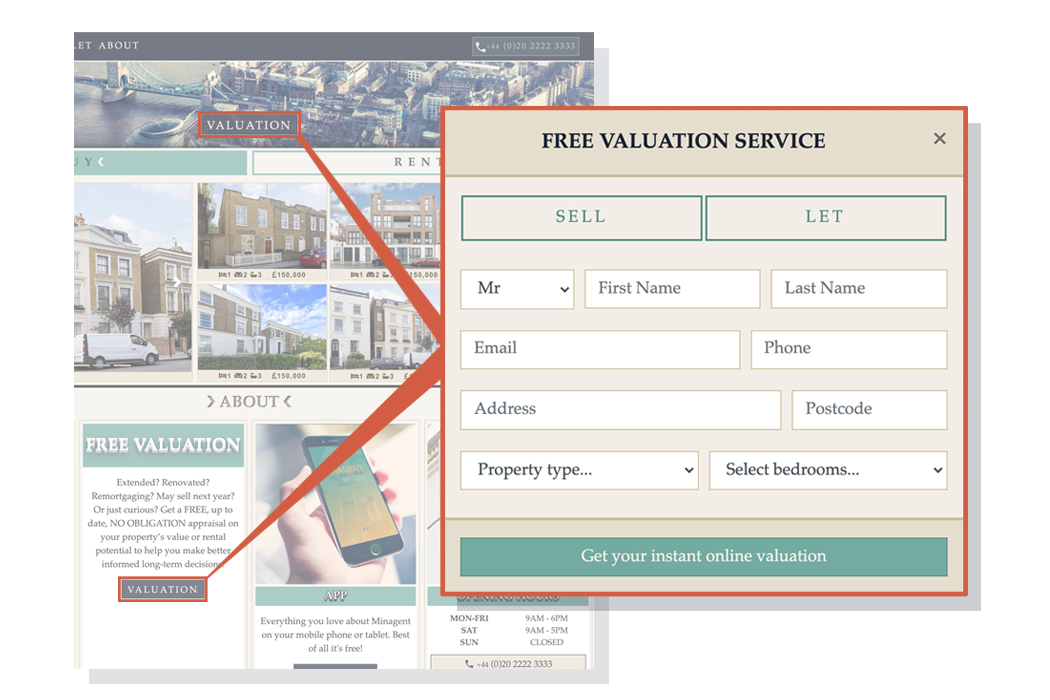 LET ABOUT
+44 (0)20 2222 3333
VALUATION
RENT
1 2 3 £150,000
1 2 3
1 2 3 £150,000
1 2 3
ABOUT
FREE VALUATION
Extended? Renovated?
Remortgaging? May sell next year?
Or just curious? Get a FREE, up to
date, NO OBLIGATION appraisal on
your property's value or rental
potential to help you make better
informed long-term decisions
VALUATION
APP
Everything you love about Minagent
on your mobile phone or tablet. Best
of all it's free!
OPENING HOURS
MON-FRI 9AM - 6PM
SAT 9AM - 5PM
SUN CLOSED
+44 (0)20 2222 3333
FREE VALUATION SERVICE
×
SELL LET
Mr First Name Last Name
Email Phone
Address Postcode
Property type... Select bedrooms...
Get your instant online valuation